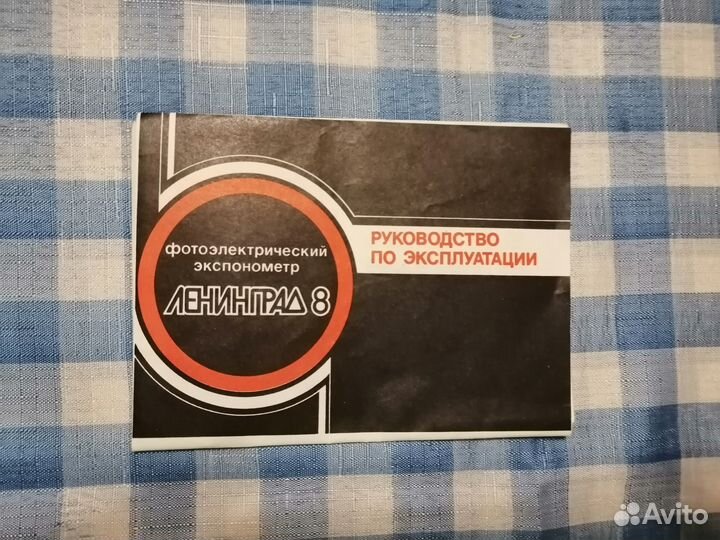 фотоэлектрический
экспонометр
ЛЕНИНГРАД 8
РУКОВОДСТВО
ПО ЭКСПЛУАТАЦИИ
Avito